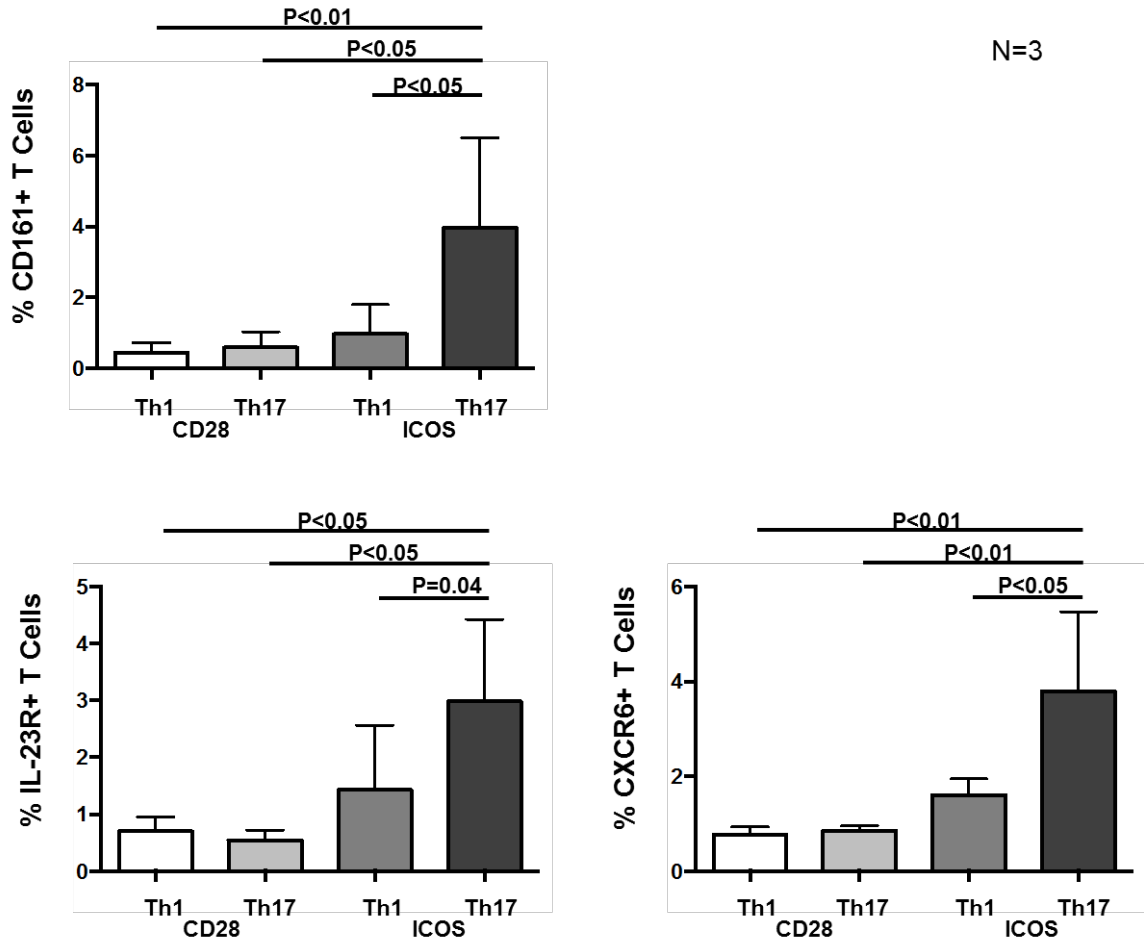 P<0.01
P<0.05
P<0.05
N=3
% CD161+ T Cells
8
6
4
2
0
Th1 Th17 Th1 Th17
CD28 ICOS
P<0.05
P<0.05
P=0.04
% IL-23R+ T Cells
5
4
3
2
1
0
Th1 Th17 Th1 Th17
CD28 ICOS
P<0.01
P<0.01
P<0.05
% CXCR6+ T Cells
6
4
2
0
Th1 Th17 Th1 Th17
CD28 ICOS